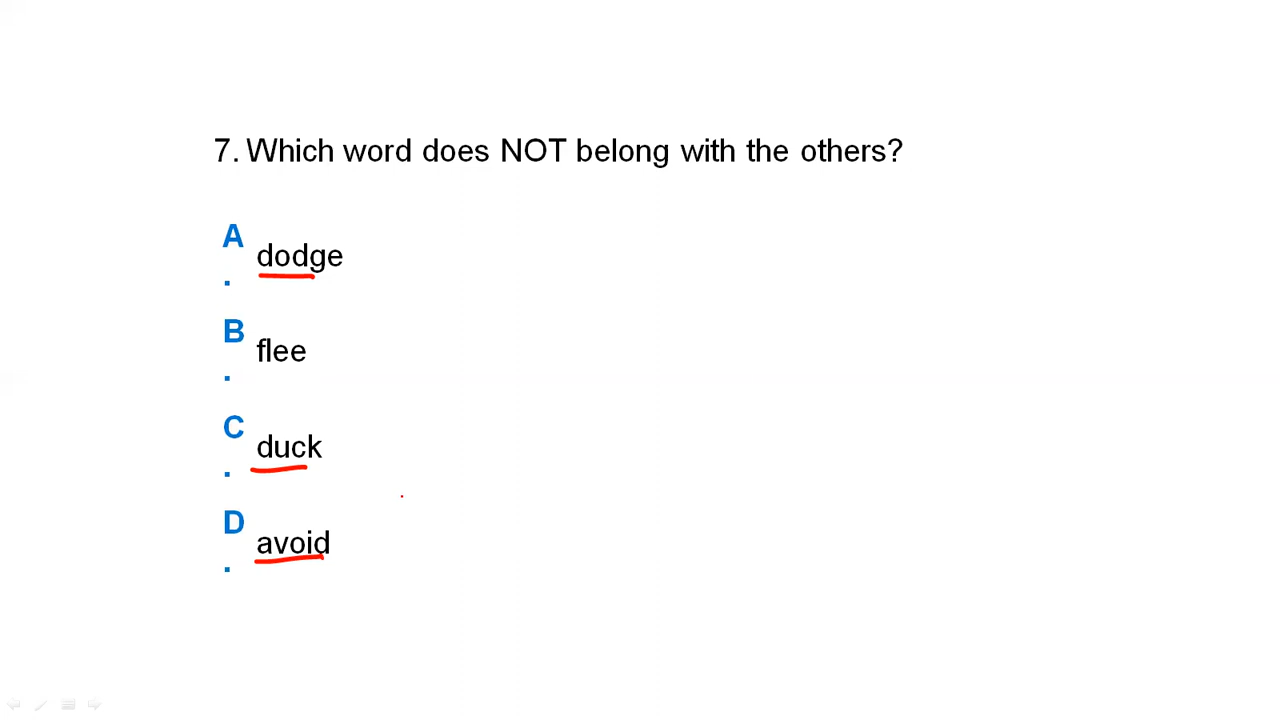 7. Which word does NOT belong with the others?
A
. dodge
B
. flee
C
. duck
D
. avoid